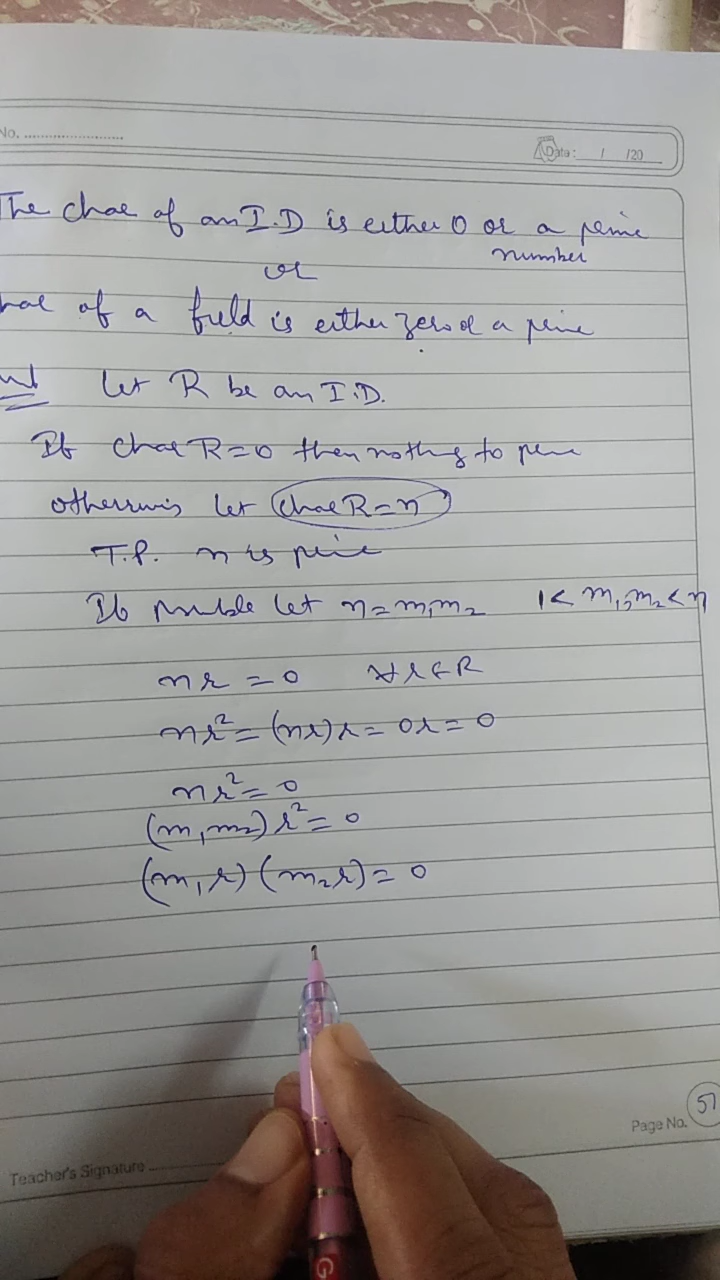 No. ........................
Date : / /20
The char of an I.D is either 0 or a prime
number
or
har of a field is either zero or a prime
Let R be an I.D.
If char R=0 then nothing to prove
otherwise let char R=n
T.P. n is prime
If possible let n=m₁m₂ 1< m₁, m₂<n
nr = 0 ∀r∈R
nr²= (nr)r= 0r=0
nr²=0
(m₁m₂)r²=0
(m₁r)(m₂r)=0
Page No. 57
Teacher's Signature
G